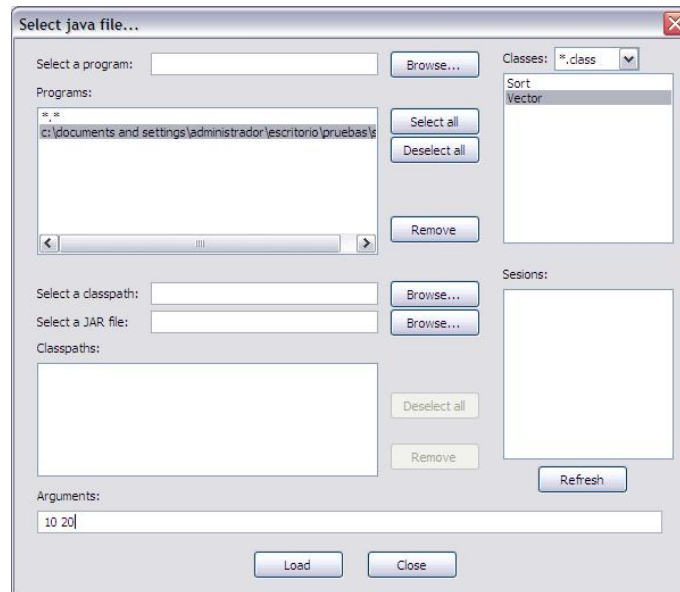 Select java file...
Select a program:
Browse...
Classes:
*.class
Programs:
*.*
c:\documents and settings\administrador\escritorio\pruebas\s
Select all
Deselect all
Remove
Sort
Vector
Select a classpath:
Browse...
Select a JAR file:
Browse...
Classpaths:
Deselect all
Remove
Sesions:
Refresh
Arguments:
10 20
Load
Close